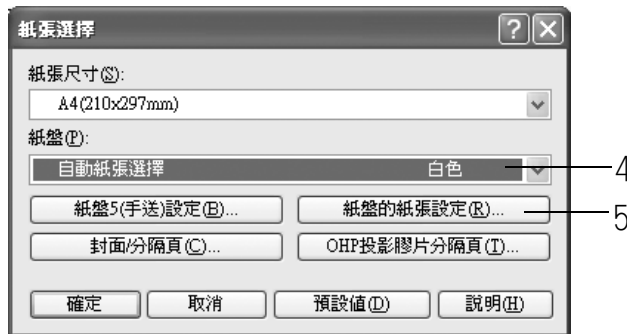 紙張選擇
紙張尺寸(S):
A4(210x297mm)
紙盤(P):
自動紙張選擇 白色 4
紙盤5(手送)設定(B)... 紙盤的紙張設定(R)... 5
封面/分隔頁(C)... OHP投影膠片分隔頁(T)...
確定 取消 預設值(D) 說明(H)